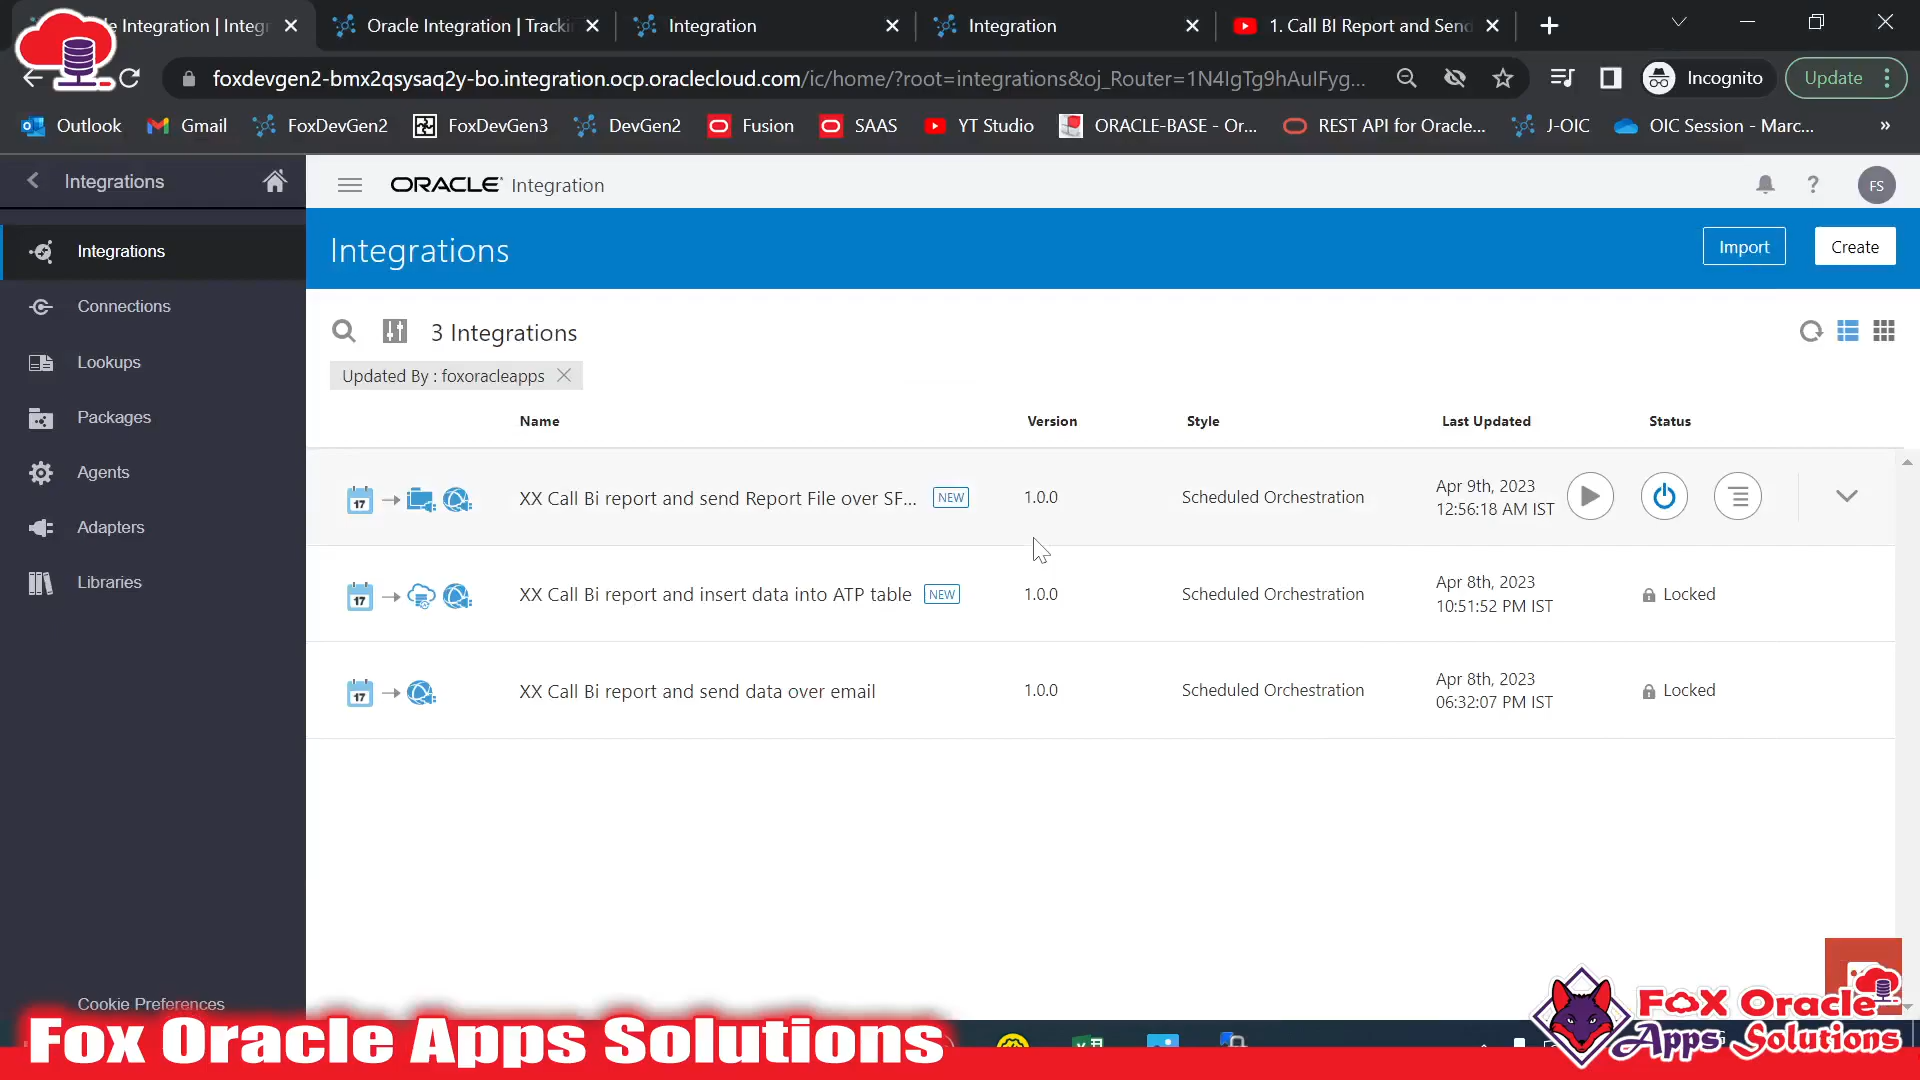 le Integration | Integr
Oracle Integration | Tracki
Integration
Integration
1. Call BI Report and Send
foxdevgen2-bmx2qsysaq2y-bo.integration.ocp.oraclecloud.com/ic/home/?root=integrations&oj_Router=1N4IgTg9hAuIFyg...
Incognito
Update
Outlook
Gmail
FoxDevGen2
FoxDevGen3
DevGen2
Fusion
SAAS
YT Studio
ORACLE-BASE - Or...
REST API for Oracle...
J-OIC
OIC Session - Marc...
»
Integrations
ORACLE Integration
?
FS
Integrations
Connections
Lookups
Packages
Agents
Adapters
Libraries
Cookie Preferences
Integrations
Import
Create
3 Integrations
Updated By : foxoracleapps
Name Version Style Last Updated Status
17 XX Call Bi report and send Report File over SF... NEW 1.0.0 Scheduled Orchestration Apr 9th, 2023
12:56:18 AM IST
17 XX Call Bi report and insert data into ATP table NEW 1.0.0 Scheduled Orchestration Apr 8th, 2023
10:51:52 PM IST Locked
17 XX Call Bi report and send data over email 1.0.0 Scheduled Orchestration Apr 8th, 2023
06:32:07 PM IST Locked
Fox Oracle Apps Solutions
Fox Oracle
Apps Solutions